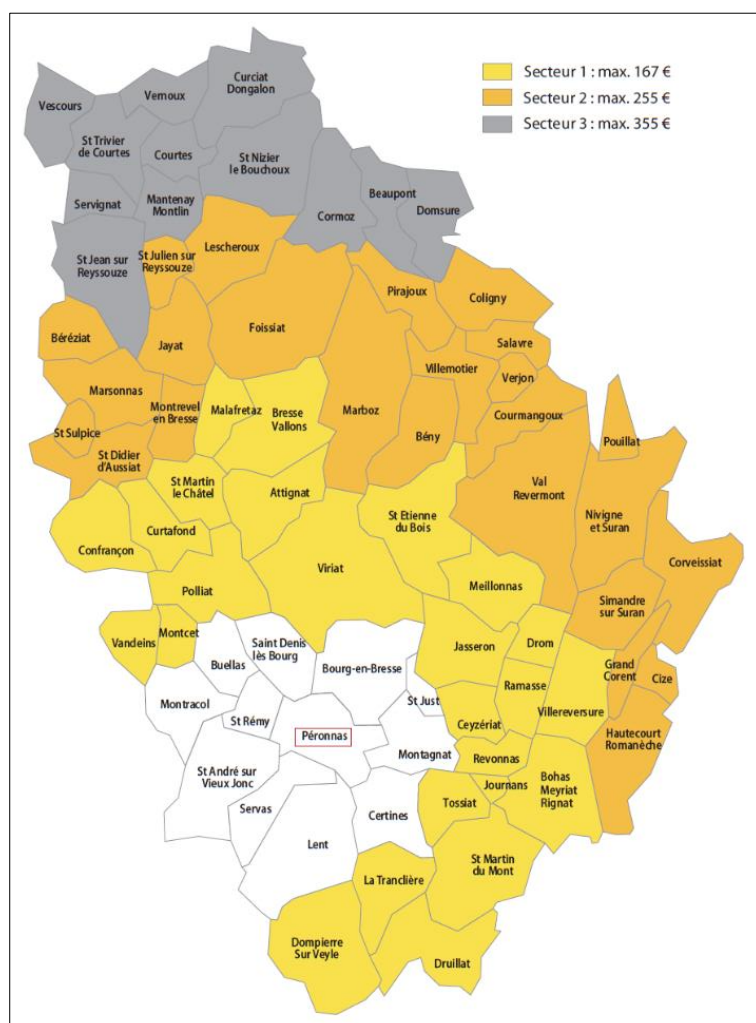 Secteur 1 : max. 167 €
Secteur 2 : max. 255 €
Secteur 3 : max. 355 €
Curciat
Dongalon
Vernoux
Vescours
St Trivier
de Courtes
Courtes
St Nizier
le Bouchoux
Beaupont
Domsure
Servignat
Mantenay
Montlin
Cormoz
St Jean sur
Reyssouze
St Julien sur
Reyssouze
Lescheroux
Pirajoux
Coligny
Béréziat
Jayat
Foissiat
Salavre
Villemotier
Verjon
Marsonnas
Montrevel
en Bresse
Malafretaz
Bresse
Vallons
Marboz
Courmangoux
St Sulpice
Bény
Pouillat
St Didier
d'Aussiat
St Martin
le Châtel
Attignat
Val
Revermont
St Etienne
du Bois
Nivigne
et Suran
Curtafond
Confrançon
Corveissiat
Viriat
Meillonnas
Polliat
Simandre
sur Suran
Vandeins
Montcet
Saint Denis
lès Bourg
Jasseron
Drom
Buellas
Bourg-en-Bresse
Grand
Corent
Cize
Ramasse
Montracol
St Rémy
St Just
Ceyzériat
Villereversure
Péronnas
Hautecourt
Romanèche
Montagnat
Revonnas
St André sur
Vieux Jonc
Bohas
Meyriat
Rignat
Journans
Tossiat
Servas
Certines
Lent
St Martin
du Mont
La Tranclière
Dompierre
Sur Veyle
Druillat